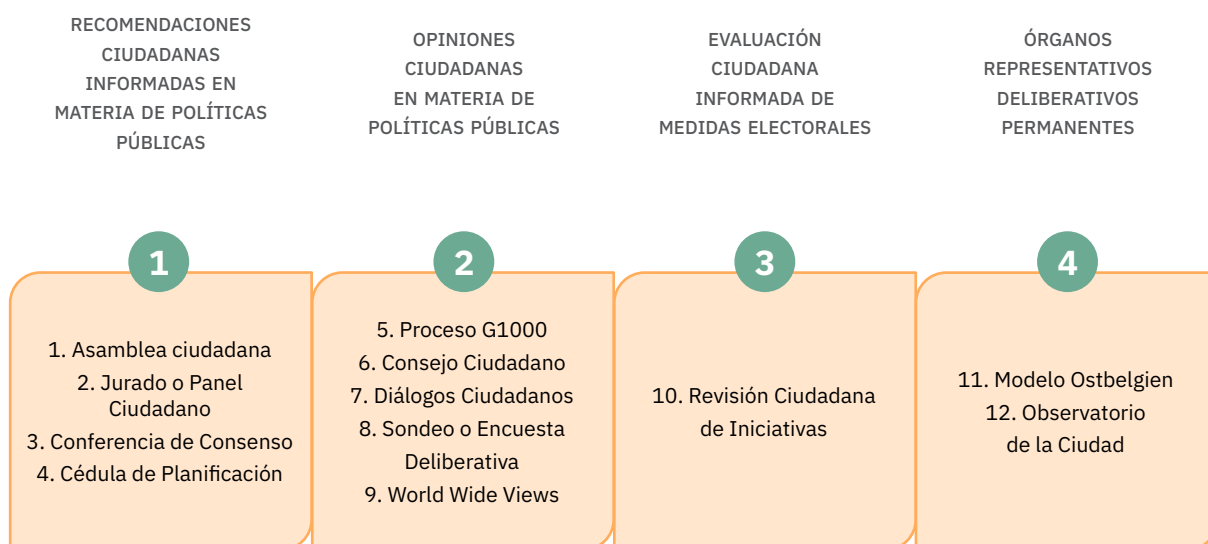 RECOMENDACIONES
CIUDADANAS
INFORMADAS EN
MATERIA DE POLÍTICAS
PÚBLICAS
OPINIONES
CIUDADANAS
EN MATERIA DE
POLÍTICAS PÚBLICAS
EVALUACIÓN
CIUDADANA
INFORMADA DE
MEDIDAS ELECTORALES
ÓRGANOS
REPRESENTATIVOS
DELIBERATIVOS
PERMANENTES
1
1. Asamblea ciudadana
2. Jurado o Panel
Ciudadano
3. Conferencia de Consenso
4. Cédula de Planificación
2
5. Proceso G1000
6. Consejo Ciudadano
7. Diálogos Ciudadanos
8. Sondeo o Encuesta
Deliberativa
9. World Wide Views
3
10. Revisión Ciudadana
de Iniciativas
4
11. Modelo Ostbelgien
12. Observatorio
de la Ciudad